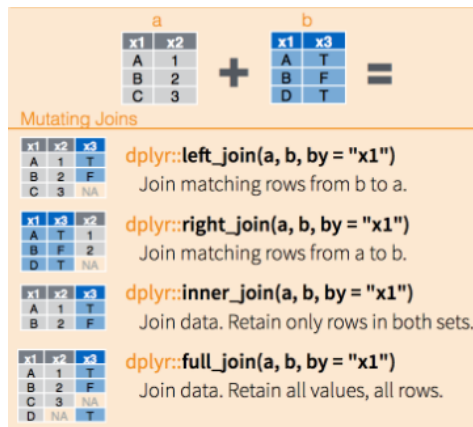 a b
x1 x2 x1 x3
A 1 A T
B 2 B F
C 3 D T
+ =
Mutating Joins
x1 x2 x3
A 1 T
B 2 F
C 3 NA
dplyr::left_join(a, b, by = "x1")
Join matching rows from b to a.
x1 x3 x2
A T 1
B F 2
D T NA
dplyr::right_join(a, b, by = "x1")
Join matching rows from a to b.
x1 x2 x3
A 1 T
B 2 F
dplyr::inner_join(a, b, by = "x1")
Join data. Retain only rows in both sets.
x1 x2 x3
A 1 T
B 2 F
C 3 NA
D NA T
dplyr::full_join(a, b, by = "x1")
Join data. Retain all values, all rows.